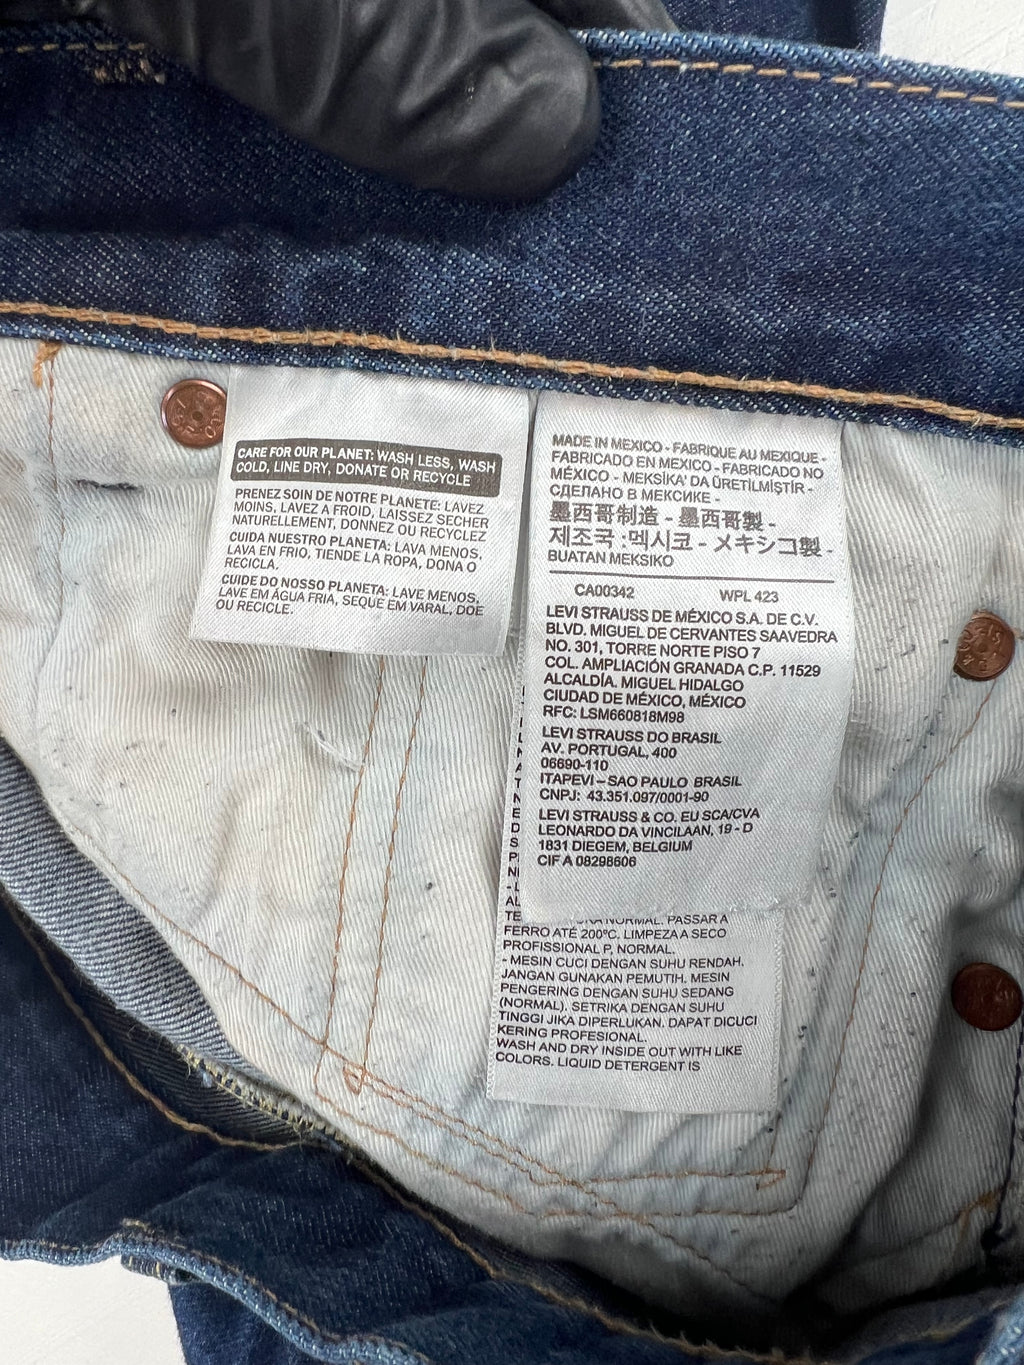 CARE FOR OUR PLANET: WASH LESS, WASH
COLD, LINE DRY, DONATE OR RECYCLE
PRENEZ SOIN DE NOTRE PLANETE: LAVEZ
MOINS, LAVEZ A FROID, LAISSEZ SECHER
NATURELLEMENT, DONNEZ OU RECYCLEZ
CUIDA NUESTRO PLANETA: LAVA MENOS,
LAVA EN FRIO, TIENDE LA ROPA, DONA O
RECICLA.
CUIDE DO NOSSO PLANETA: LAVE MENOS,
LAVE EM ÁGUA FRIA, SEQUE EM VARAL, DOE
OU RECICLE.
MADE IN MEXICO - FABRIQUE AU MEXIQUE -
FABRICADO EN MEXICO - FABRICADO NO
MÉXICO - MEKSİKA' DA ÜRETİLMİŞTİR -
СДЕЛАНО В МЕКСИКЕ -
墨西哥制造 - 墨西哥製 -
제조국 :멕시코 - メキシコ製 -
BUATAN MEKSIKO
CA00342 WPL 423
LEVI STRAUSS DE MÉXICO S.A. DE C.V.
BLVD. MIGUEL DE CERVANTES SAAVEDRA
NO. 301, TORRE NORTE PISO 7
COL. AMPLIACIÓN GRANADA C.P. 11529
ALCALDÍA. MIGUEL HIDALGO
CIUDAD DE MÉXICO, MÉXICO
RFC: LSM660818M98
LEVI STRAUSS DO BRASIL
AV. PORTUGAL, 400
06690-110
ITAPEVI – SAO PAULO BRASIL
CNPJ: 43.351.097/0001-90
LEVI STRAUSS & CO. EU SCA/CVA
LEONARDO DA VINCILAAN, 19 - D
1831 DIEGEM, BELGIUM
CIF A 08298606
NORMAL. PASSAR A
FERRO ATÉ 200ºC. LIMPEZA A SECO
PROFISSIONAL P, NORMAL.
- MESIN CUCI DENGAN SUHU RENDAH.
JANGAN GUNAKAN PEMUTIH. MESIN
PENGERING DENGAN SUHU SEDANG
(NORMAL). SETRIKA DENGAN SUHU
TINGGI JIKA DIPERLUKAN. DAPAT DICUCI
KERING PROFESIONAL.
WASH AND DRY INSIDE OUT WITH LIKE
COLORS. LIQUID DETERGENT IS